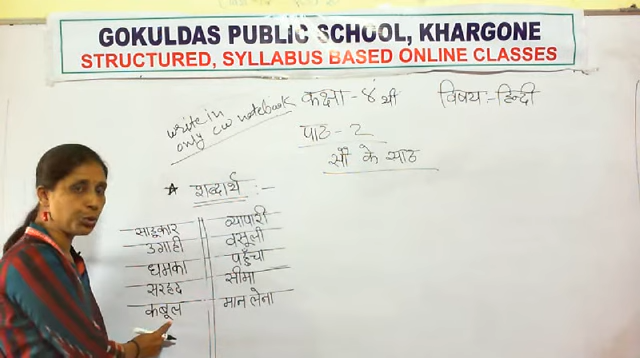 GOKULDAS PUBLIC SCHOOL, KHARGONE
STRUCTURED, SYLLABUS BASED ONLINE CLASSES
write in only cw notebook
कक्षा - ४ थी विषय :- हिन्दी
पाठ - 2
सौ के साठ
★ शब्दार्थ :-
साहूकार व्यापारी
उगाही वसूली
धमका पहुँचा
सरहद सीमा
कबूल मान लेना